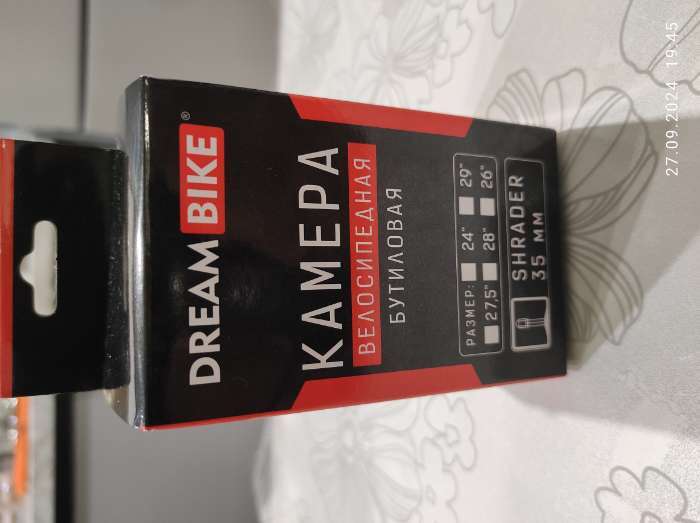 DREAM BIKE®
КАМЕРА
ВЕЛОСИПЕДНАЯ
БУТИЛОВАЯ
РАЗМЕР: 24" 29"
27,5" 28" 26"
SHRADER
35 ММ
27.09.2024 19:45